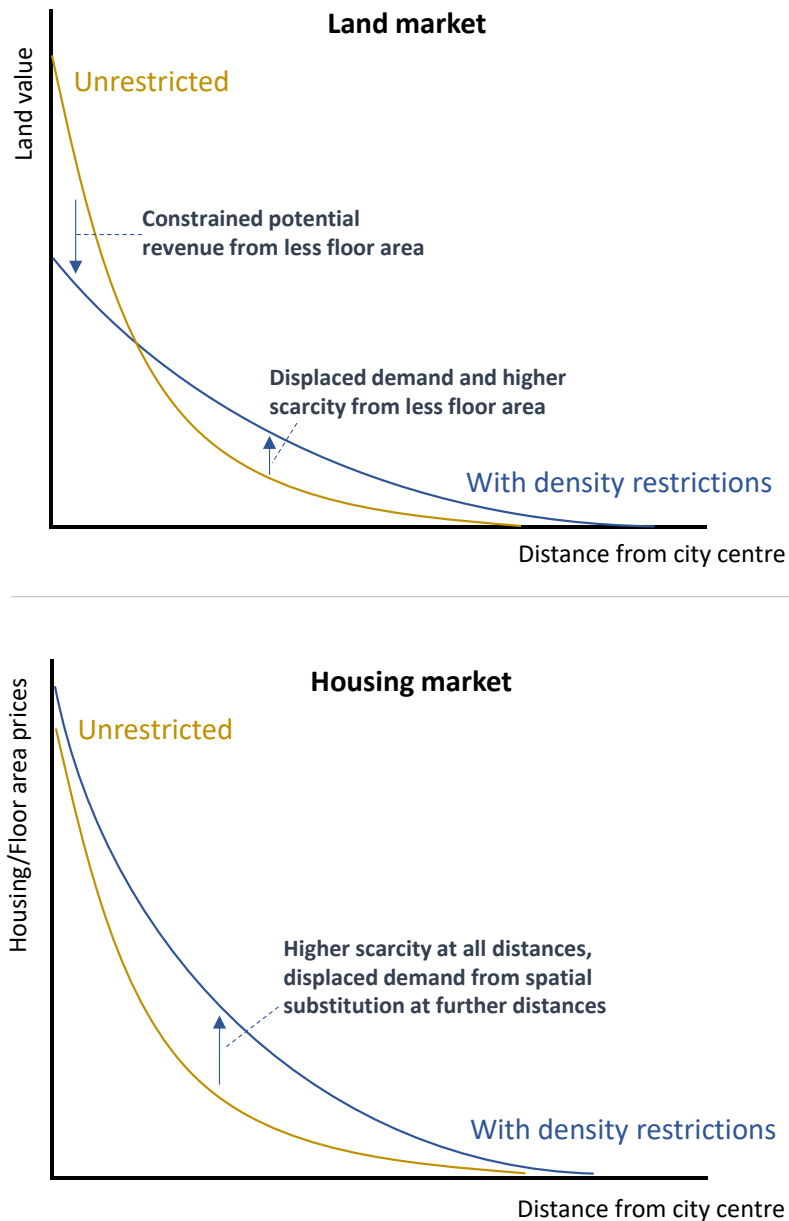 Land market
Land value
Unrestricted
Constrained potential
revenue from less floor area
Displaced demand and higher
scarcity from less floor area
With density restrictions
Distance from city centre
Housing market
Housing/Floor area prices
Unrestricted
Higher scarcity at all distances,
displaced demand from spatial
substitution at further distances
With density restrictions
Distance from city centre